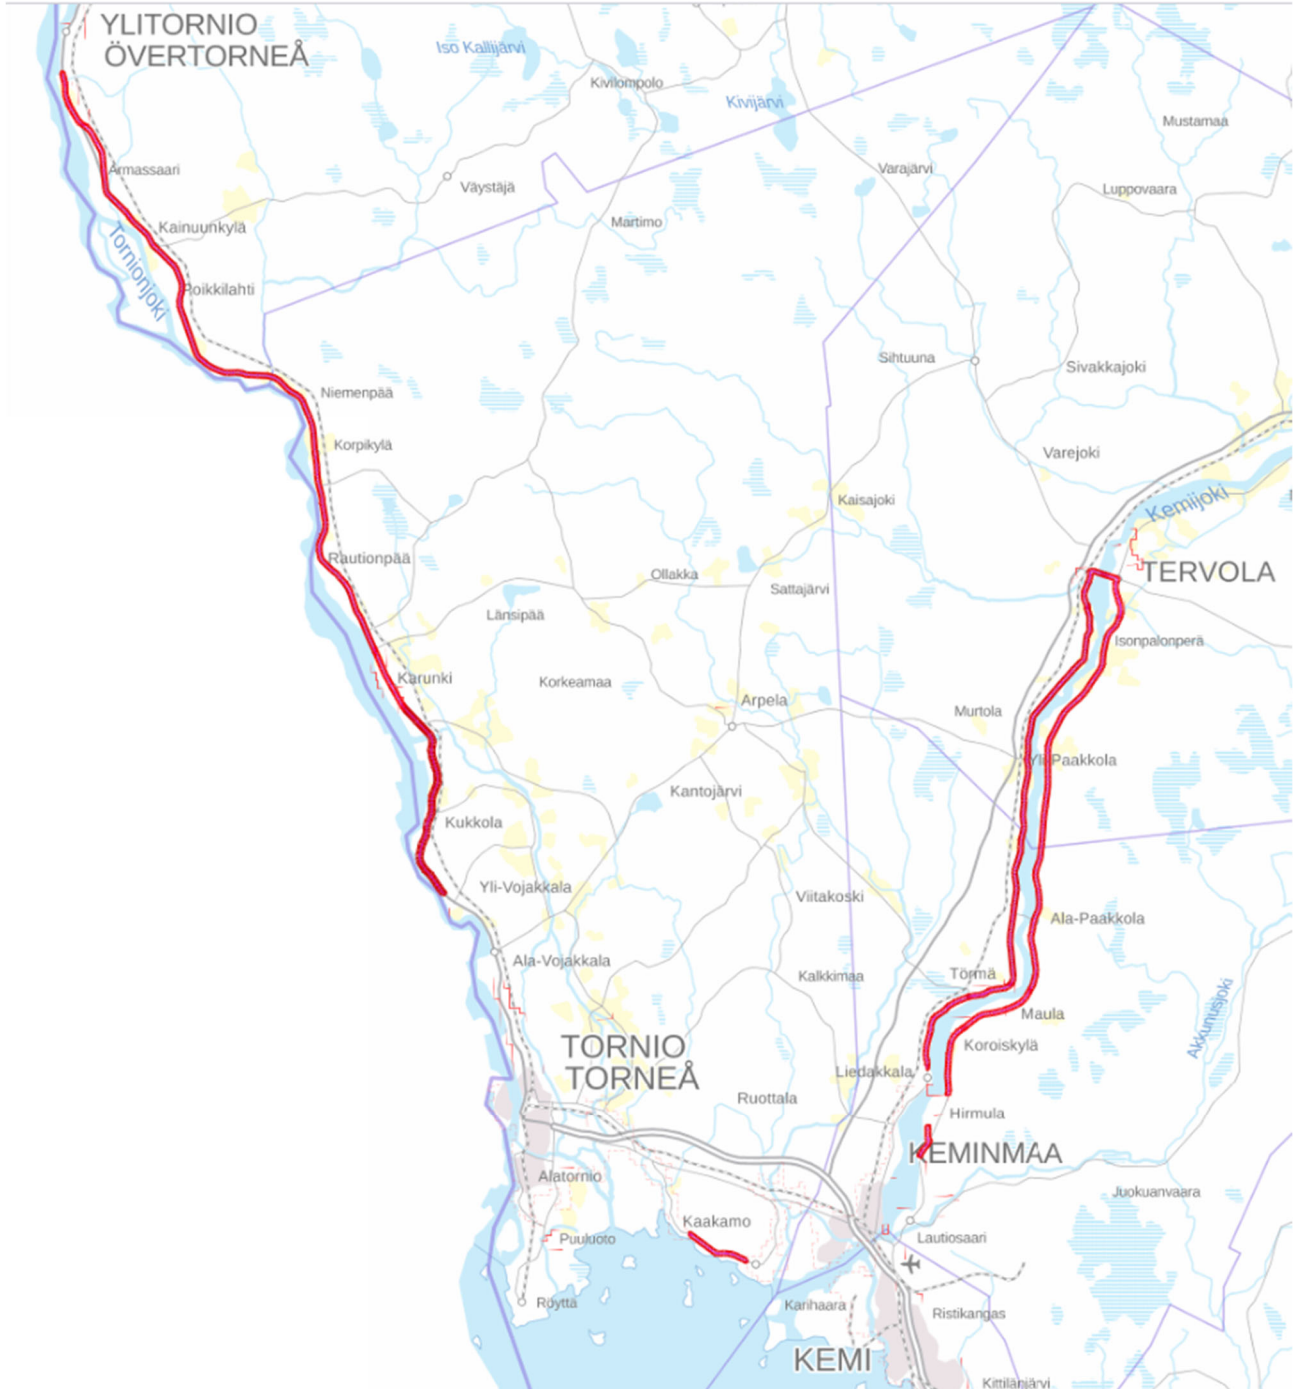 YLITORNIO
ÖVERTORNEÅ
Iso Kallijärvi
Kivilompolo
Kivijärvi
Mustamaa
Armassaari
Väystäjä
Varajärvi
Luppovaara
Kainuunkylä
Martimo
Tornionjoki
Poikkilahti
Sihtuuna
Sivakkajoki
Niemenpää
Korpikylä
Varejoki
Kaisajoki
Kemijoki
Rautionpää
Ollakka
Sattajärvi
TERVOLA
Länsipää
Isonpalonperä
Karunki
Korkeamaa
Arpela
Murtola
Yli-Paakkola
Kantojärvi
Kukkola
Yli-Vojakkala
Viitakoski
Ala-Paakkola
Ala-Vojakkala
Kalkkimaa
Törmä
Akkunusjoki
Maula
TORNIO
TORNEÅ
Koroiskylä
Liedakkala
Ruottala
Hirmula
KEMINMAA
Alatornio
Juokuanvaara
Kaakamo
Puuluoto
Lautiosaari
Röyttä
Karihaara
Ristikangas
KEMI
Kittilänjärvi